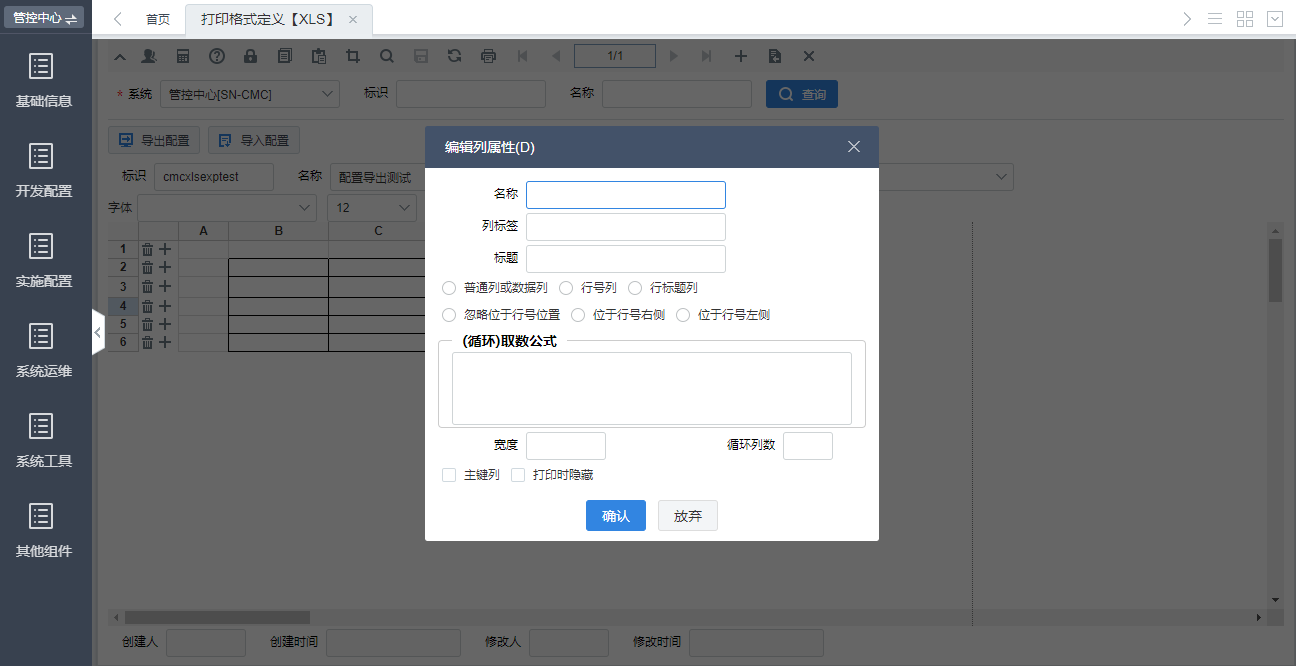 管控中心
首页
打印格式定义【XLS】
基础信息
开发配置
实施配置
系统运维
系统工具
其他组件
1/1
* 系统 管控中心[SN-CMC] 标识 名称 查询
导出配置 导入配置
标识 cmcxlsexptest 名称 配置导出测试
字体 12
A B C
1
2
3
4
5
6
编辑列属性(D)
名称
列标签
标题
普通列或数据列 行号列 行标题列
忽略位于行号位置 位于行号右侧 位于行号左侧
(循环)取数公式
宽度 循环列数
主键列 打印时隐藏
确认 放弃
创建人 创建时间 修改人 修改时间